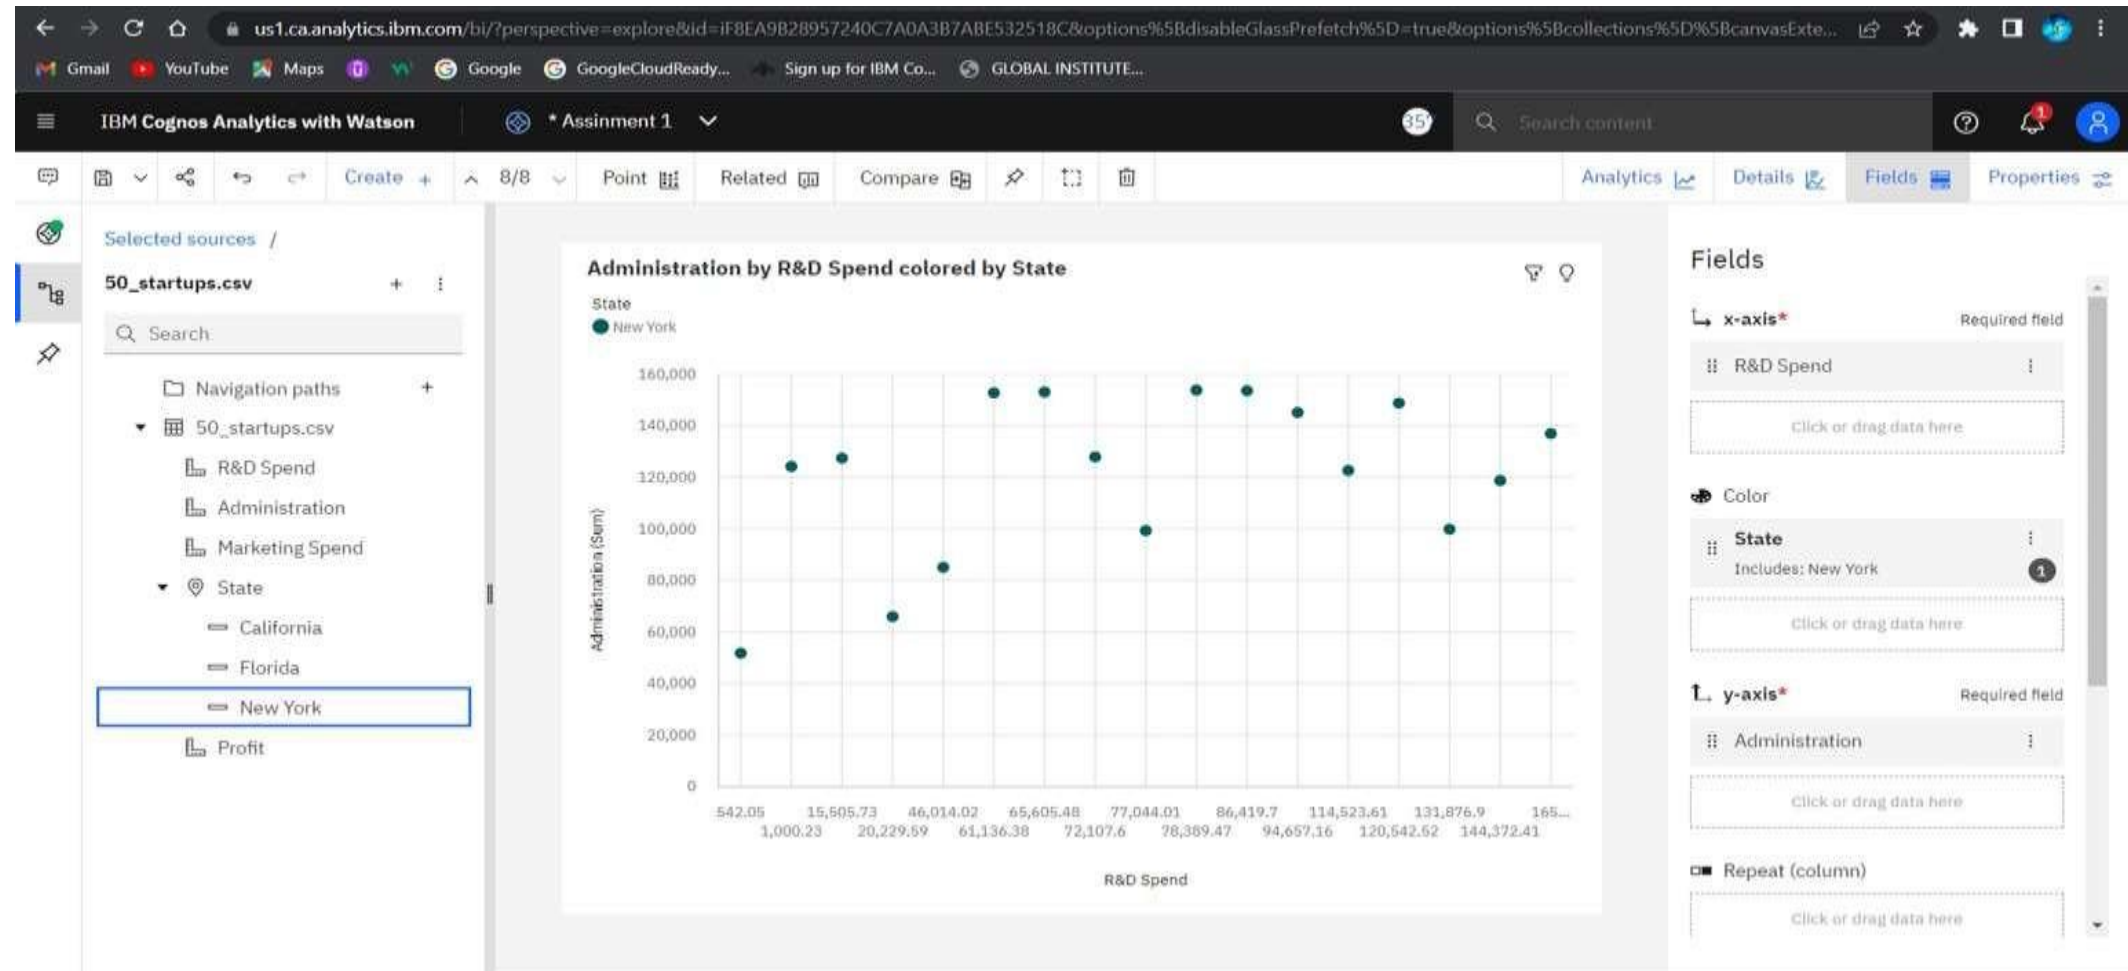 us1.ca.analytics.ibm.com/bi/?perspective=explore&id=iF8EA9B28957240C7A0A3B7ABE532518C&options%5BdisableGlassPrefetch%5D=true&options%5Bcollections%5D%5BcanvasExte...
Gmail YouTube Maps Google GoogleCloudReady... Sign up for IBM Co... GLOBAL INSTITUTE...
IBM Cognos Analytics with Watson * Assinment 1 Search content 1
Create + 8/8 Point Related Compare Analytics Details Fields Properties
Selected sources /
50_startups.csv
Search
Navigation paths
50_startups.csv
R&D Spend
Administration
Marketing Spend
State
California
Florida
New York
Profit
Administration by R&D Spend colored by State
State
New York
160,000
140,000
120,000
100,000
80,000
60,000
40,000
20,000
0
Administration (Sum)
542.05 15,505.73 46,014.02 65,605.48 77,044.01 86,419.7 114,523.61 131,876.9 165...
1,000.23 20,229.59 61,136.38 72,107.6 78,389.47 94,657.16 120,542.52 144,372.41
R&D Spend
Fields
x-axis* Required field
R&D Spend
Click or drag data here
Color
State
Includes: New York 1
Click or drag data here
y-axis* Required field
Administration
Click or drag data here
Repeat (column)
Click or drag data here